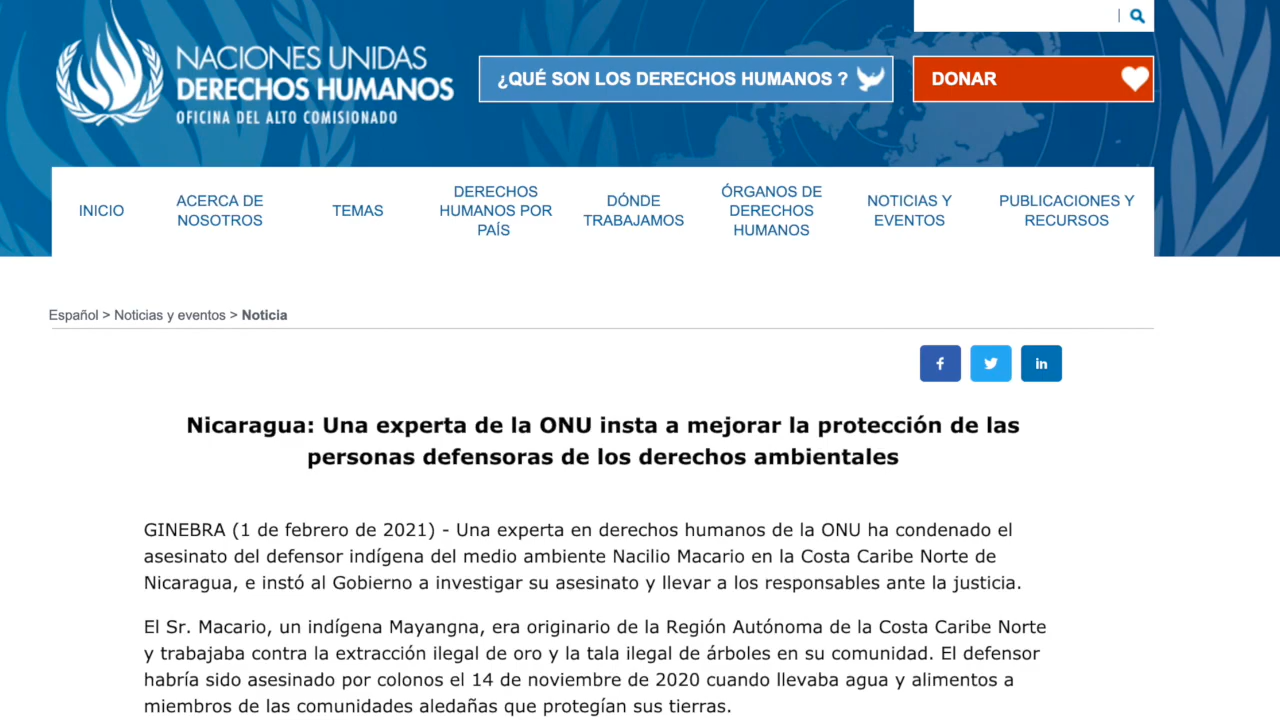 NACIONES UNIDAS
DERECHOS HUMANOS
OFICINA DEL ALTO COMISIONADO
¿QUÉ SON LOS DERECHOS HUMANOS ?
DONAR
INICIO
ACERCA DE
NOSOTROS
TEMAS
DERECHOS
HUMANOS POR
PAÍS
DÓNDE
TRABAJAMOS
ÓRGANOS DE
DERECHOS
HUMANOS
NOTICIAS Y
EVENTOS
PUBLICACIONES Y
RECURSOS
Español > Noticias y eventos > Noticia
f
in
Nicaragua: Una experta de la ONU insta a mejorar la protección de las
personas defensoras de los derechos ambientales
GINEBRA (1 de febrero de 2021) - Una experta en derechos humanos de la ONU ha condenado el
asesinato del defensor indígena del medio ambiente Nacilio Macario en la Costa Caribe Norte de
Nicaragua, e instó al Gobierno a investigar su asesinato y llevar a los responsables ante la justicia.
El Sr. Macario, un indígena Mayangna, era originario de la Región Autónoma de la Costa Caribe Norte
y trabajaba contra la extracción ilegal de oro y la tala ilegal de árboles en su comunidad. El defensor
habría sido asesinado por colonos el 14 de noviembre de 2020 cuando llevaba agua y alimentos a
miembros de las comunidades aledañas que protegían sus tierras.